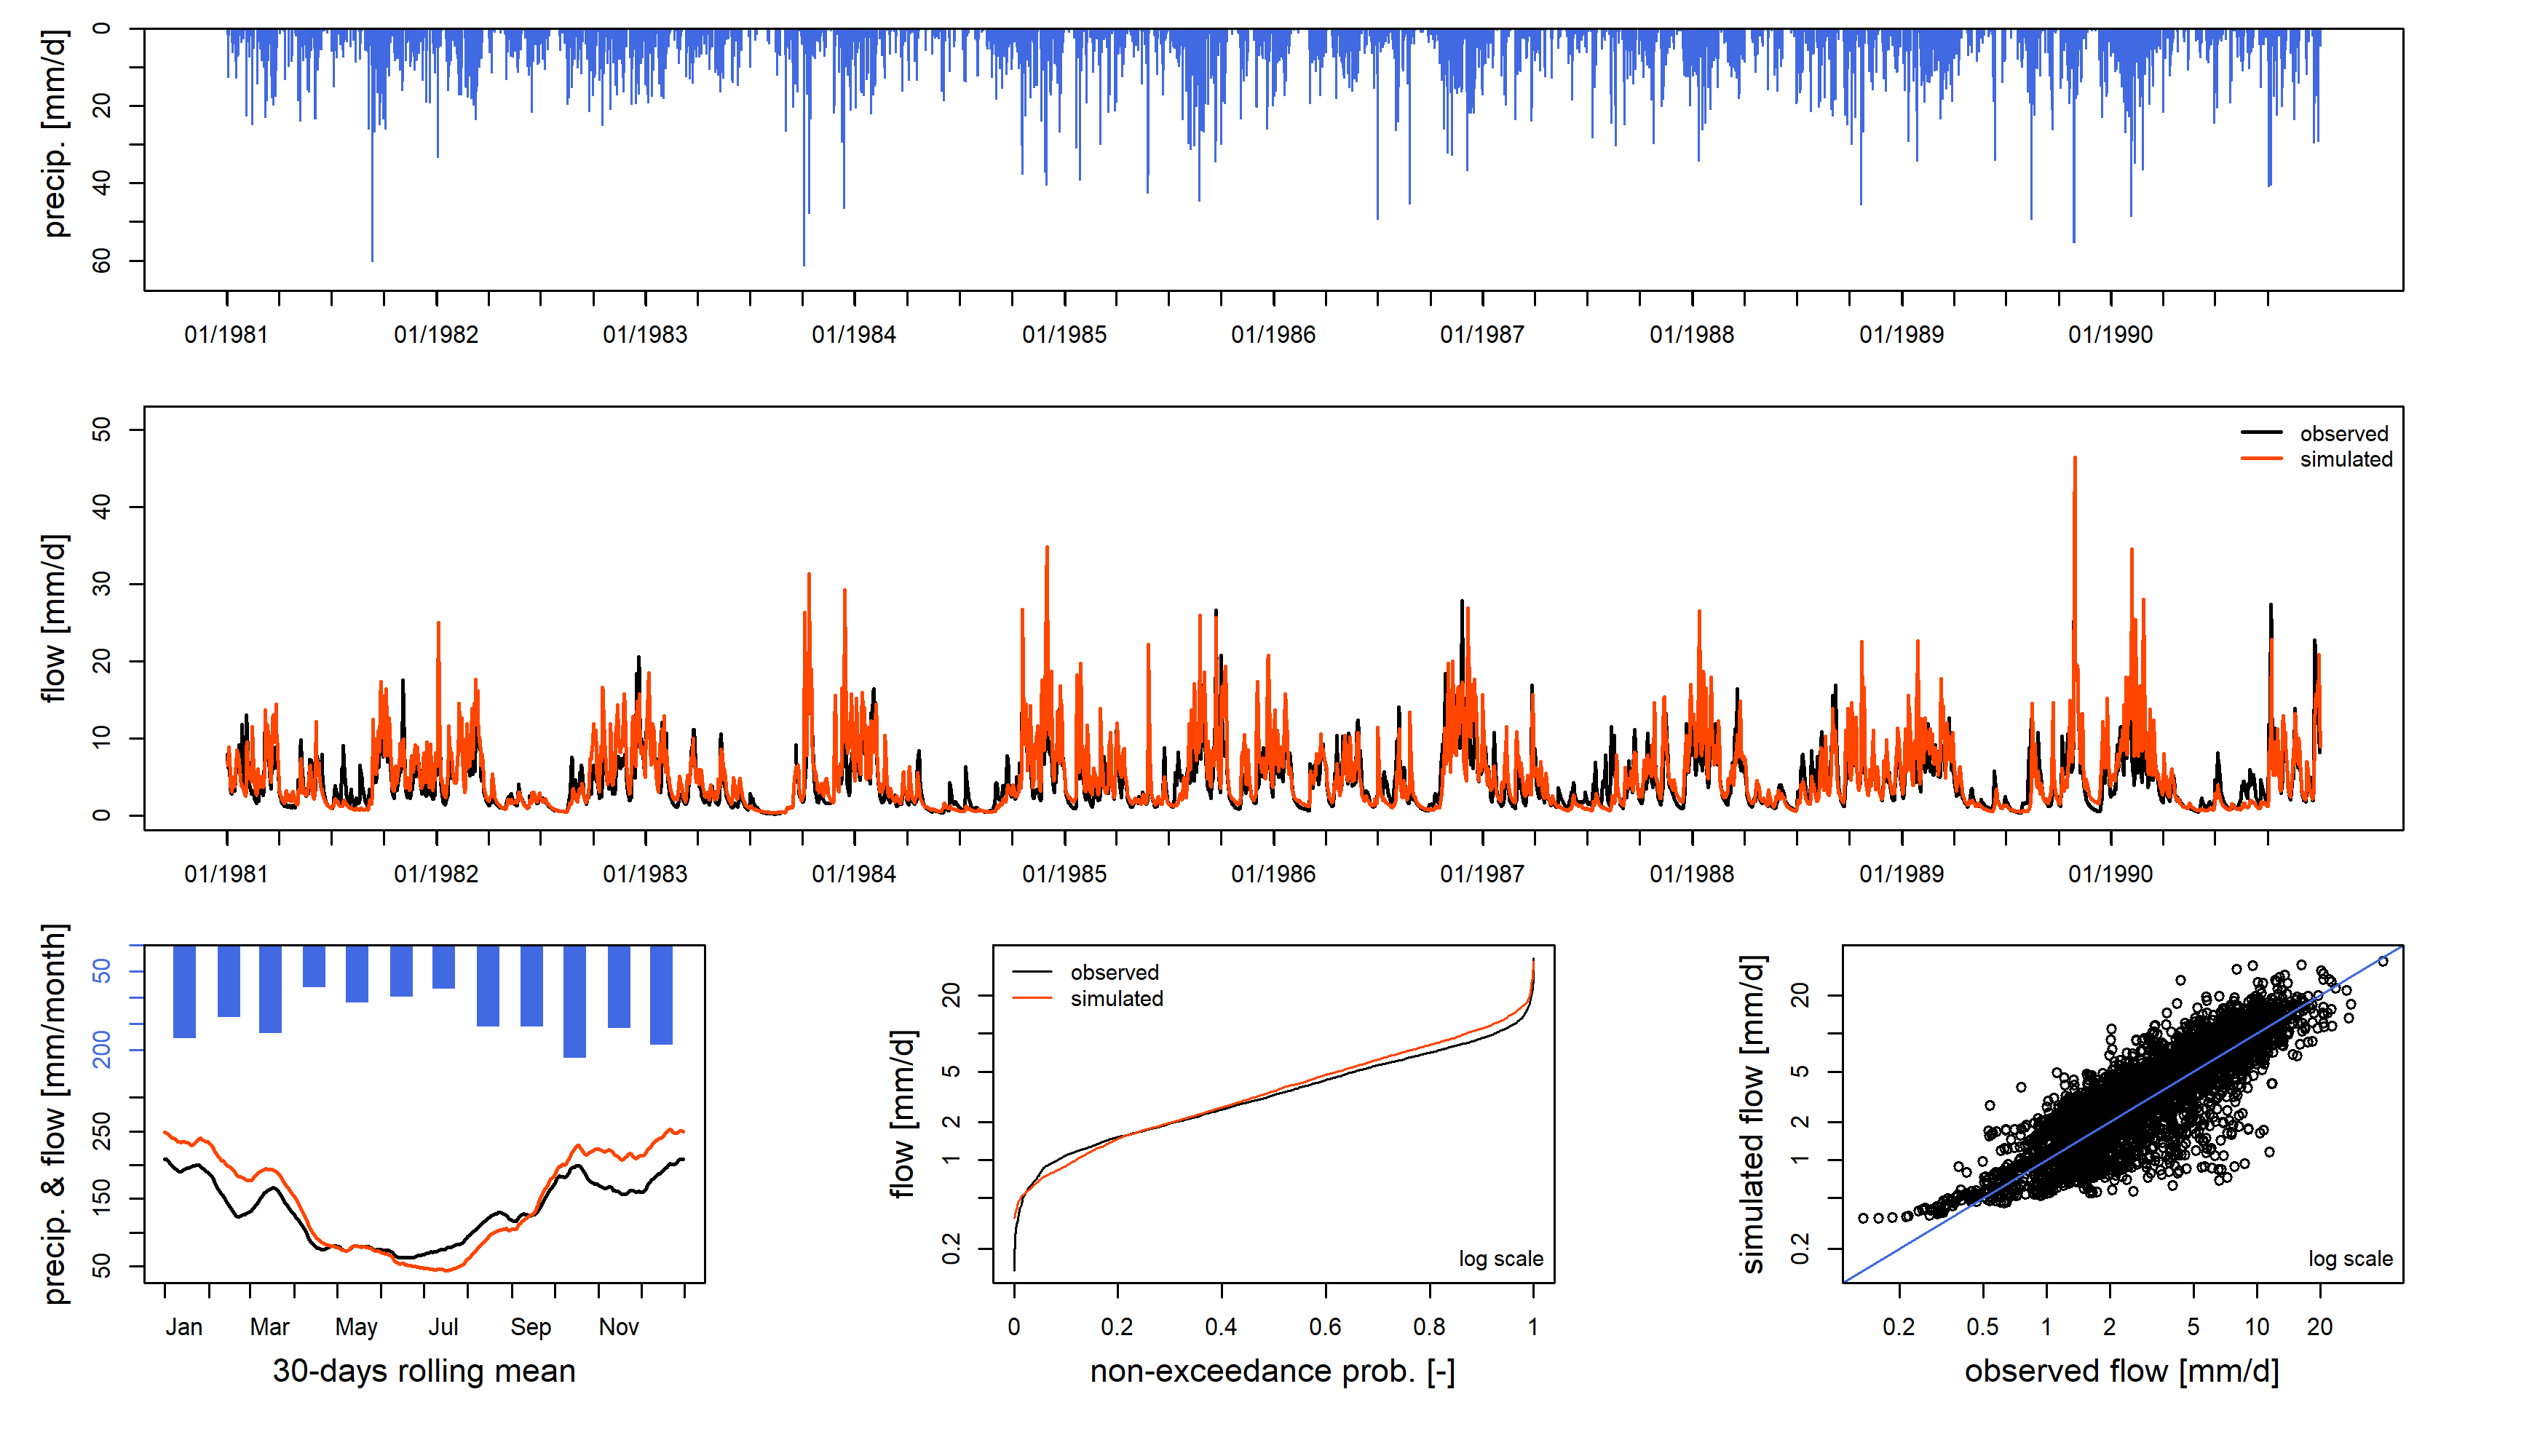 precip. [mm/d]
0
20
40
60
01/1981 01/1982 01/1983 01/1984 01/1985 01/1986 01/1987 01/1988 01/1989 01/1990
flow [mm/d]
50
40
30
20
10
0
observed
simulated
01/1981 01/1982 01/1983 01/1984 01/1985 01/1986 01/1987 01/1988 01/1989 01/1990
precip. & flow [mm/month]
50
200
250
150
50
Jan Mar May Jul Sep Nov
30-days rolling mean
flow [mm/d]
20
5
2
1
0.2
observed
simulated
log scale
0 0.2 0.4 0.6 0.8 1
non-exceedance prob. [-]
simulated flow [mm/d]
20
5
2
1
0.2
log scale
0.2 0.5 1 2 5 10 20
observed flow [mm/d]